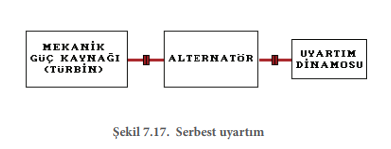 MEKANİK
GÜÇ KAYNAĞI
(TÜRBİN)
ALTERNATÖR
UYARTIM
DİNAMOSU
Şekil 7.17. Serbest uyartım